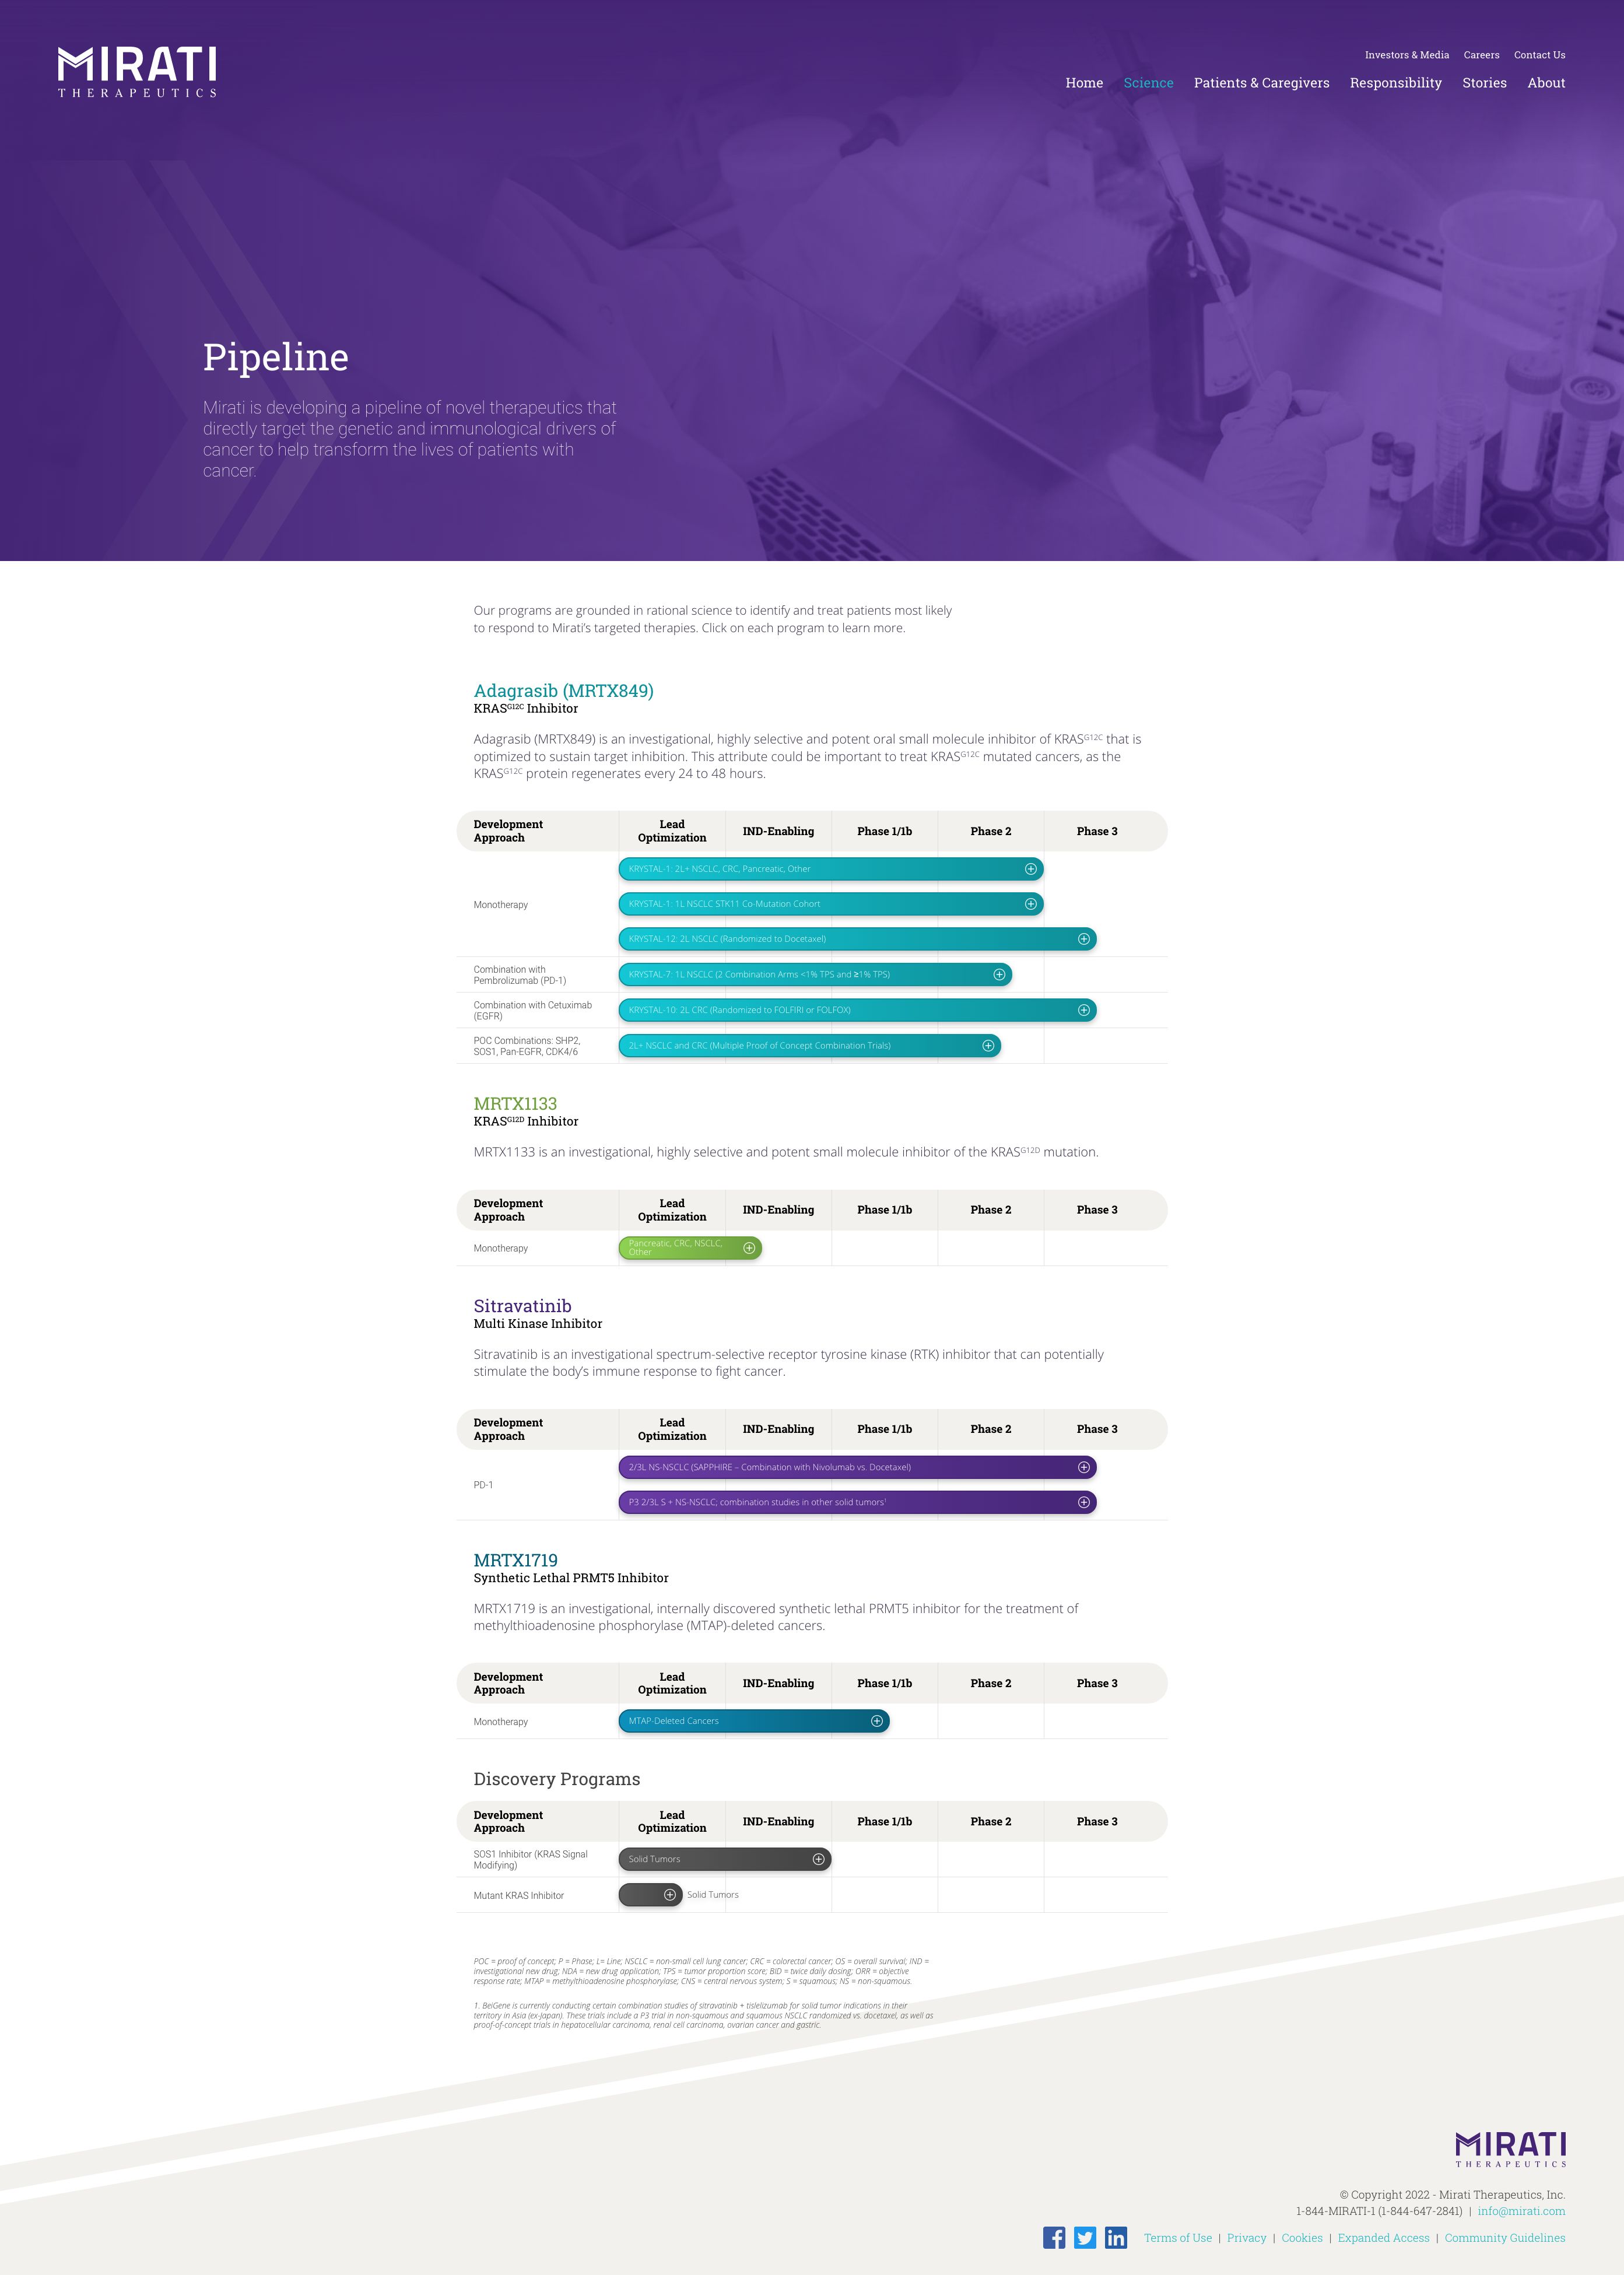 MIRATI
THERAPEUTICS
Investors & Media Careers Contact Us
Home Science Patients & Caregivers Responsibility Stories About
Pipeline
Mirati is developing a pipeline of novel therapeutics that
directly target the genetic and immunological drivers of
cancer to help transform the lives of patients with
cancer.
Our programs are grounded in rational science to identify and treat patients most likely
to respond to Mirati’s targeted therapies. Click on each program to learn more.
Adagrasib (MRTX849)
KRASG12C Inhibitor
Adagrasib (MRTX849) is an investigational, highly selective and potent oral small molecule inhibitor of KRASG12C that is
optimized to sustain target inhibition. This attribute could be important to treat KRASG12C mutated cancers, as the
KRASG12C protein regenerates every 24 to 48 hours.
Development
Approach
Lead
Optimization
IND-Enabling
Phase 1/1b
Phase 2
Phase 3
Monotherapy
KRYSTAL-1: 2L+ NSCLC, CRC, Pancreatic, Other
KRYSTAL-1: 1L NSCLC STK11 Co-Mutation Cohort
KRYSTAL-12: 2L NSCLC (Randomized to Docetaxel)
Combination with
Pembrolizumab (PD-1)
KRYSTAL-7: 1L NSCLC (2 Combination Arms <1% TPS and ≥1% TPS)
Combination with Cetuximab
(EGFR)
KRYSTAL-10: 2L CRC (Randomized to FOLFIRI or FOLFOX)
POC Combinations: SHP2,
SOS1, Pan-EGFR, CDK4/6
2L+ NSCLC and CRC (Multiple Proof of Concept Combination Trials)
MRTX1133
KRASG12D Inhibitor
MRTX1133 is an investigational, highly selective and potent small molecule inhibitor of the KRASG12D mutation.
Development
Approach
Lead
Optimization
IND-Enabling
Phase 1/1b
Phase 2
Phase 3
Monotherapy
Pancreatic, CRC, NSCLC,
Other
Sitravatinib
Multi Kinase Inhibitor
Sitravatinib is an investigational spectrum-selective receptor tyrosine kinase (RTK) inhibitor that can potentially
stimulate the body’s immune response to fight cancer.
Development
Approach
Lead
Optimization
IND-Enabling
Phase 1/1b
Phase 2
Phase 3
PD-1
2/3L NS-NSCLC (SAPPHIRE – Combination with Nivolumab vs. Docetaxel)
P3 2/3L S + NS-NSCLC; combination studies in other solid tumors1
MRTX1719
Synthetic Lethal PRMT5 Inhibitor
MRTX1719 is an investigational, internally discovered synthetic lethal PRMT5 inhibitor for the treatment of
methylthioadenosine phosphorylase (MTAP)-deleted cancers.
Development
Approach
Lead
Optimization
IND-Enabling
Phase 1/1b
Phase 2
Phase 3
Monotherapy
MTAP-Deleted Cancers
Discovery Programs
Development
Approach
Lead
Optimization
IND-Enabling
Phase 1/1b
Phase 2
Phase 3
SOS1 Inhibitor (KRAS Signal
Modifying)
Solid Tumors
Mutant KRAS Inhibitor
Solid Tumors
POC = proof of concept; P = Phase; L= Line; NSCLC = non-small cell lung cancer; CRC = colorectal cancer; OS = overall survival; IND =
investigational new drug; NDA = new drug application; TPS = tumor proportion score; BID = twice daily dosing; ORR = objective
response rate; MTAP = methylthioadenosine phosphorylase; CNS = central nervous system; S = squamous; NS = non-squamous.
1. BeiGene is currently conducting certain combination studies of sitravatinib + tislelizumab for solid tumor indications in their
territory in Asia (ex-Japan). These trials include a P3 trial in non-squamous and squamous NSCLC randomized vs. docetaxel, as well as
proof-of-concept trials in hepatocellular carcinoma, renal cell carcinoma, ovarian cancer and gastric.
MIRATI
THERAPEUTICS
© Copyright 2022 - Mirati Therapeutics, Inc.
1-844-MIRATI-1 (1-844-647-2841) | info@mirati.com
Terms of Use | Privacy | Cookies | Expanded Access | Community Guidelines